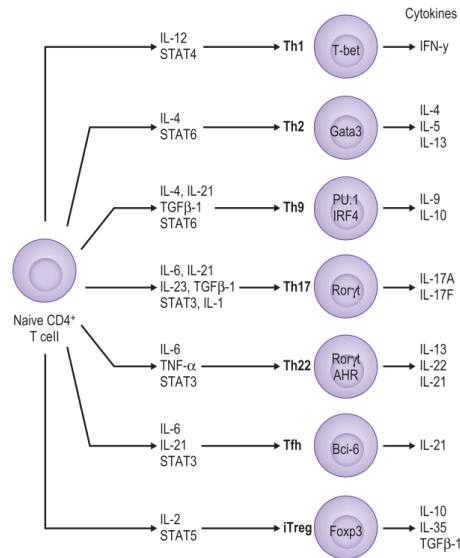 Cytokines
IL-12
STAT4
Th1
T-bet
IFN-y
IL-4
STAT6
Th2
Gata3
IL-4
IL-5
IL-13
IL-4, IL-21
TGFβ-1
STAT6
Th9
PU.1
IRF4
IL-9
IL-10
IL-6, IL-21
IL-23, TGFβ-1
STAT3, IL-1
Th17
Rorγt
IL-17A
IL-17F
Naive CD4+
T cell
IL-6
TNF-α
STAT3
Th22
Rorγt
AHR
IL-13
IL-22
IL-21
IL-6
IL-21
STAT3
Tfh
Bci-6
IL-21
IL-2
STAT5
iTreg
Foxp3
IL-10
IL-35
TGFβ-1